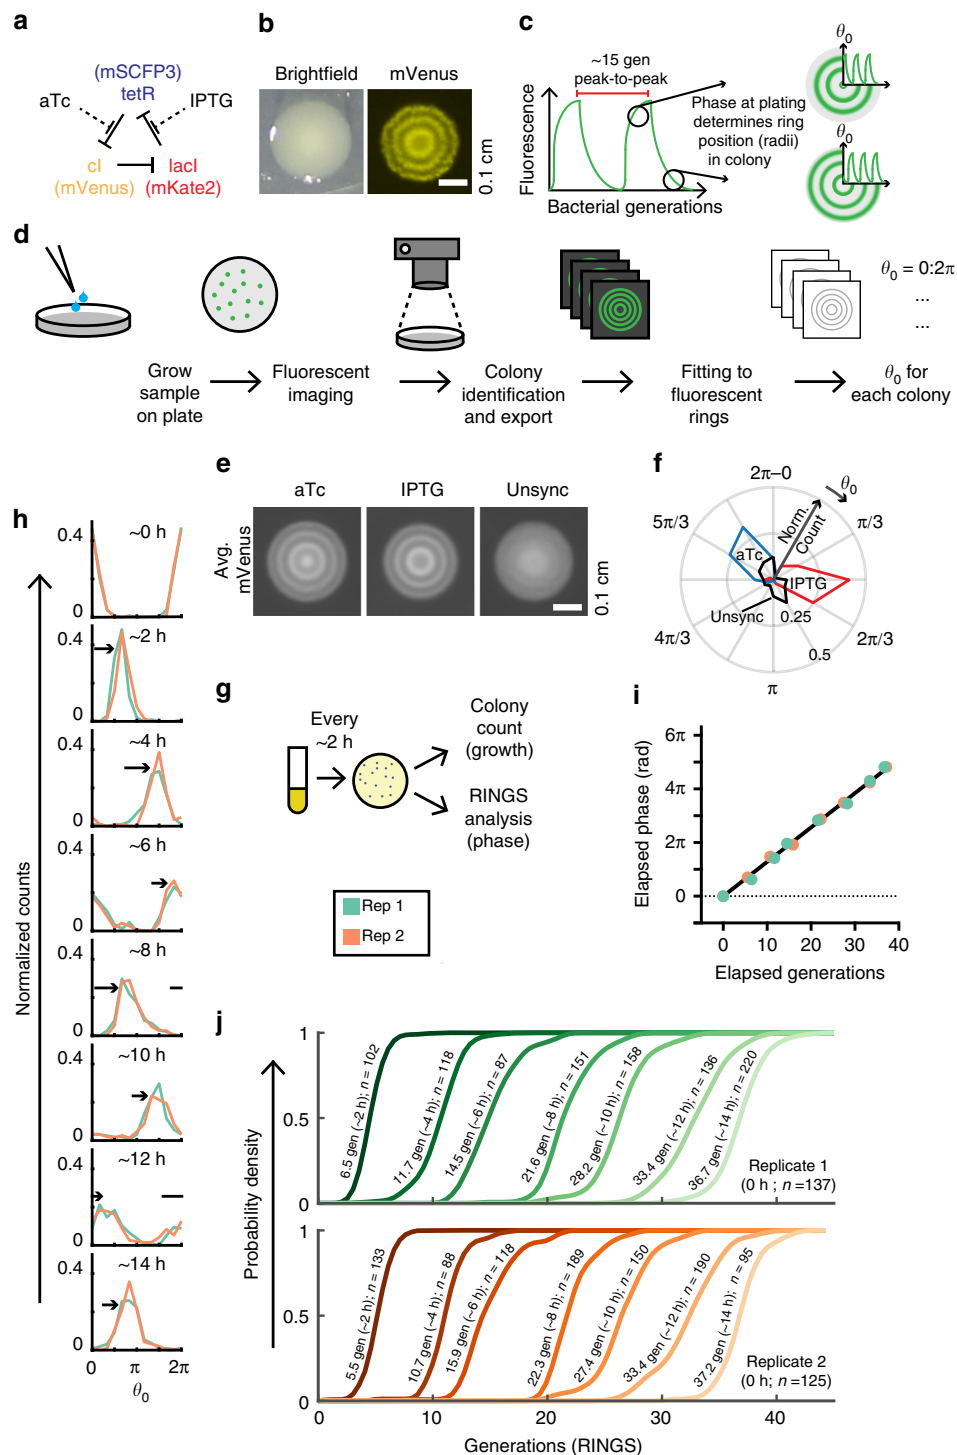 a
(mSCFP3)
tetR
aTc
IPTG
cI
(mVenus)
lacI
(mKate2)
b
Brightfield
mVenus
0.1 cm
c
Fluorescence
~15 gen
peak-to-peak
Bacterial generations
Phase at plating
determines ring
position (radii)
in colony
θ0
θ0
d
θ0 = 0:2π
...
...
Grow
sample
on plate
Fluorescent
imaging
Colony
identification
and export
Fitting to
fluorescent
rings
θ0 for
each colony
e
aTc
IPTG
Unsync
Avg.
mVenus
0.1 cm
f
2π–0
θ0
π/3
2π/3
π
4π/3
5π/3
Norm.
Count
aTc
IPTG
Unsync
0.25
0.5
g
Every
~2 h
Colony
count
(growth)
RINGS
analysis
(phase)
Rep 1
Rep 2
h
Normalized counts
0.4
~0 h
0
0.4
~2 h
0
0.4
~4 h
0
0.4
~6 h
0
0.4
~8 h
0
0.4
~10 h
0
0.4
~12 h
0
0.4
~14 h
0
0
π
2π
θ0
i
Elapsed phase (rad)
6π
4π
2π
0
0
10
20
30
40
Elapsed generations
j
Probability density
1
0.5
0
6.5 gen (~2 h); n = 102
11.7 gen (~4 h); n = 118
14.5 gen (~6 h); n = 87
21.6 gen (~8 h); n = 151
28.2 gen (~10 h); n = 158
33.4 gen (~12 h); n = 136
36.7 gen (~14 h); n = 220
Replicate 1
(0 h ; n =137)
10
20
30
40
1
0.5
0
5.5 gen (~2 h); n = 133
10.7 gen (~4 h); n = 88
15.9 gen (~6 h); n = 118
22.3 gen (~8 h); n = 189
27.4 gen (~10 h); n = 150
33.4 gen (~12 h); n = 190
37.2 gen (~14 h); n = 95
Replicate 2
(0 h; n =125)
0
10
20
30
40
Generations (RINGS)